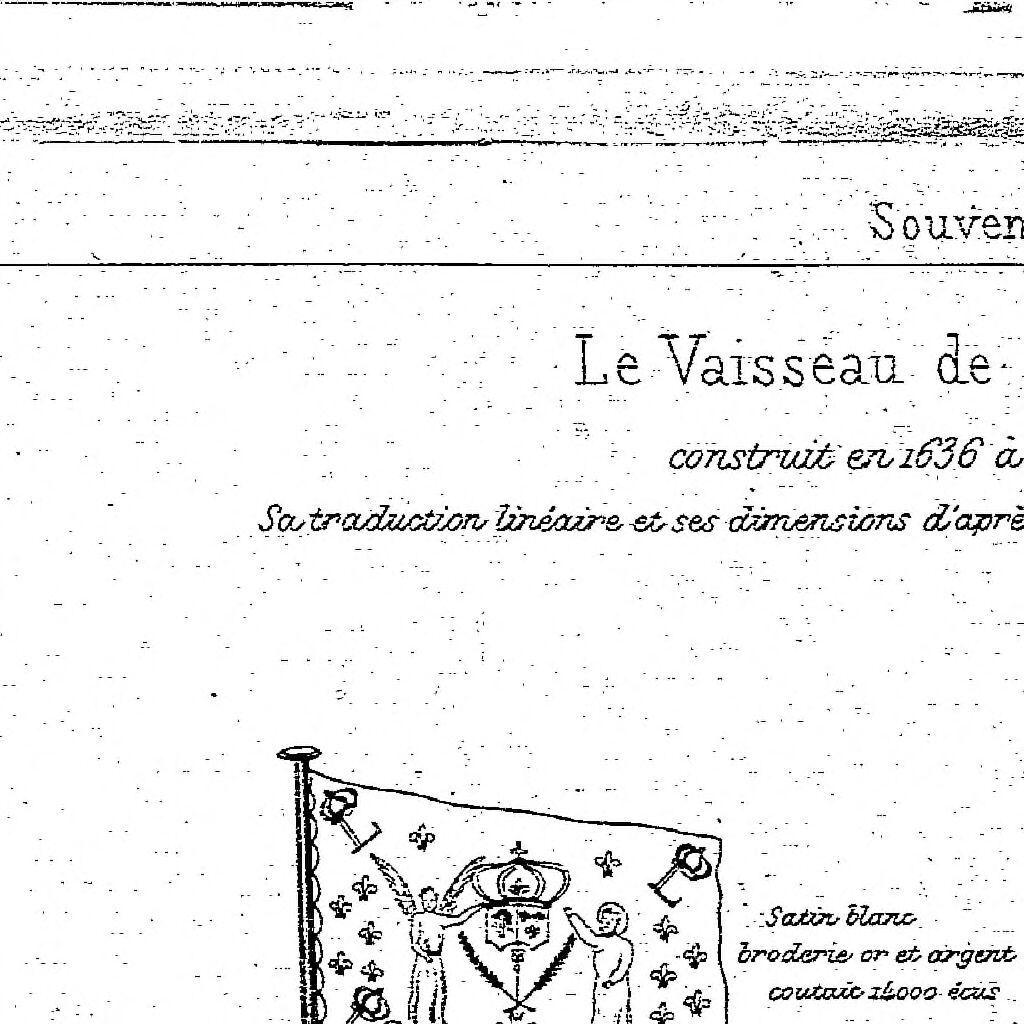 Souven
Le Vaisseau de
construit en 1636 à
Sa traduction linéaire et ses dimensions d'aprè
Satin blanc
broderie or et argent
coutait 14000 écus